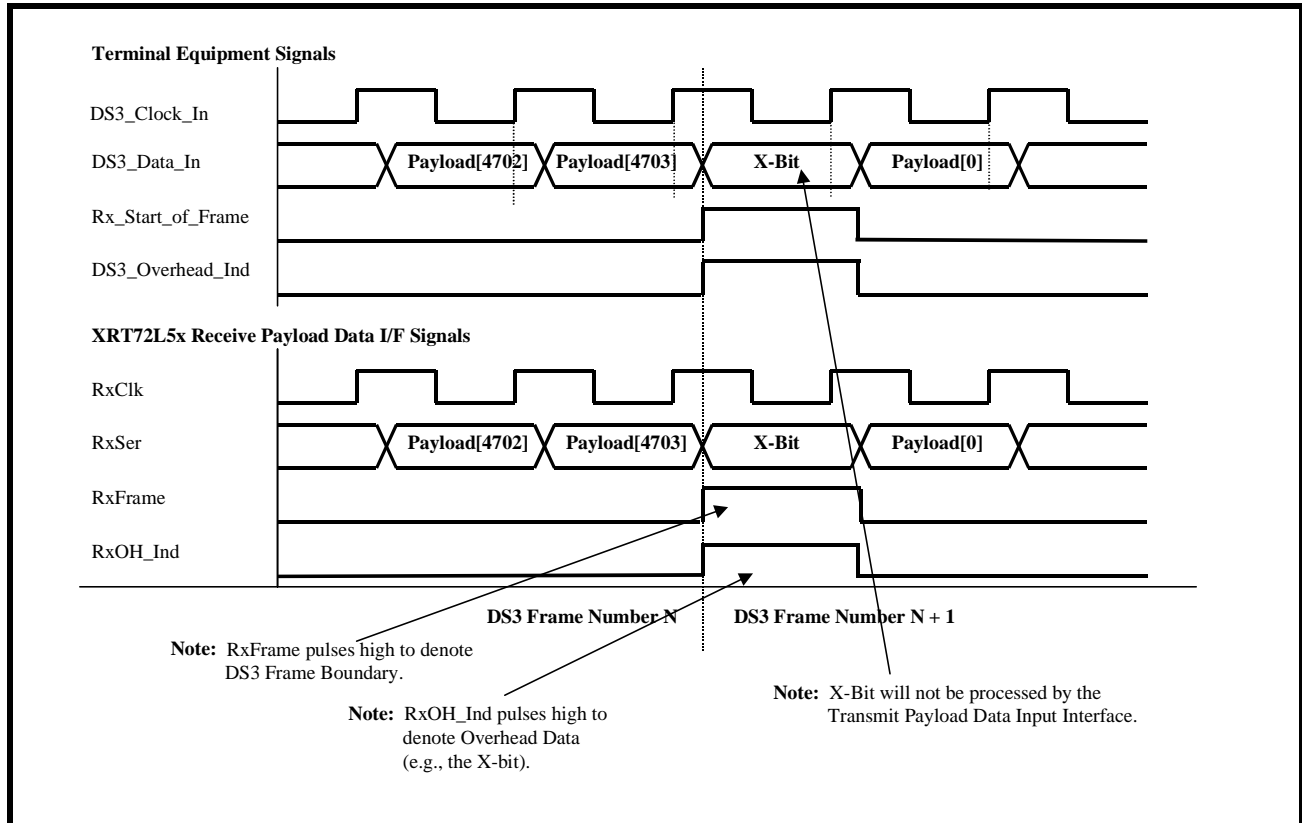 Terminal Equipment Signals
DS3_Clock_In
DS3_Data_In
Payload[4702] Payload[4703] X-Bit Payload[0]
Rx_Start_of_Frame
DS3_Overhead_Ind
XRT72L5x Receive Payload Data I/F Signals
RxClk
RxSer
Payload[4702] Payload[4703] X-Bit Payload[0]
RxFrame
RxOH_Ind
DS3 Frame Number N DS3 Frame Number N + 1
Note: RxFrame pulses high to denote
DS3 Frame Boundary.
Note: RxOH_Ind pulses high to
denote Overhead Data
(e.g., the X-bit).
Note: X-Bit will not be processed by the
Transmit Payload Data Input Interface.